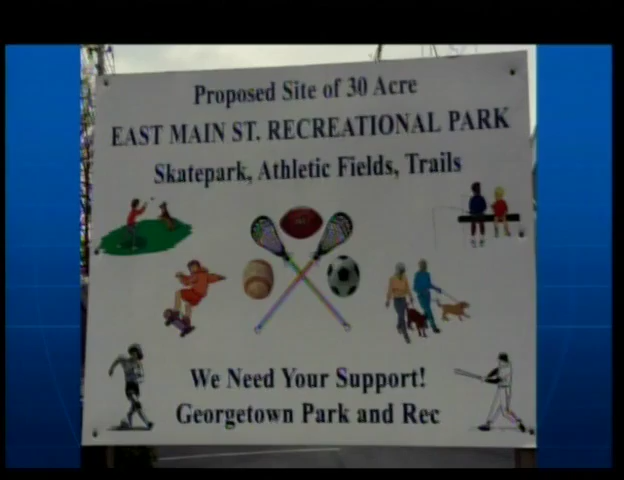 Proposed Site of 30 Acre
EAST MAIN ST. RECREATIONAL PARK
Skatepark, Athletic Fields, Trails
We Need Your Support!
Georgetown Park and Rec